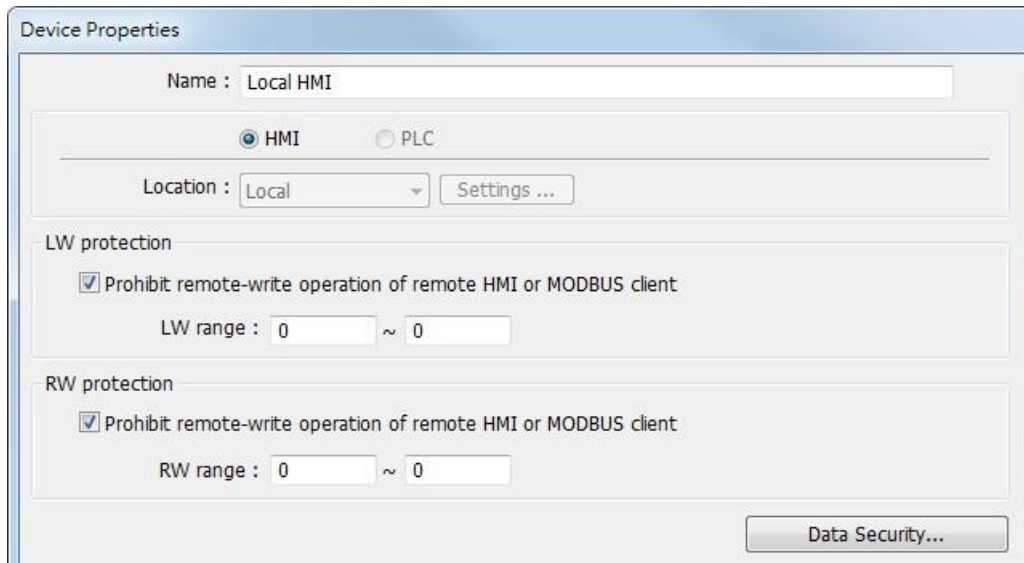 Device Properties
Name : Local HMI
HMI PLC
Location : Local Settings ...
LW protection
Prohibit remote-write operation of remote HMI or MODBUS client
LW range : 0 ~ 0
RW protection
Prohibit remote-write operation of remote HMI or MODBUS client
RW range : 0 ~ 0
Data Security...